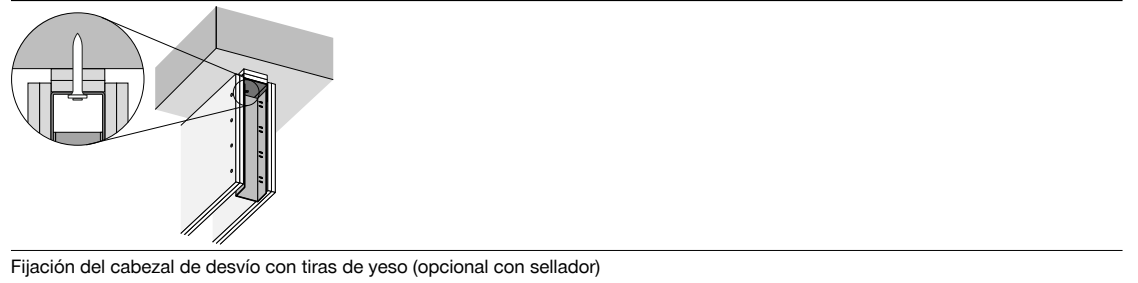 Fijación del cabezal de desvío con tiras de yeso (opcional con sellador)